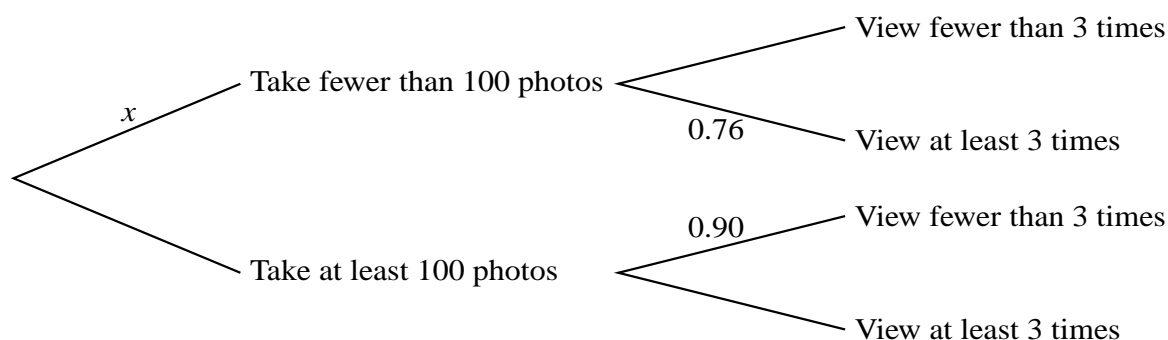 View fewer than 3 times
Take fewer than 100 photos
x
0.76
View at least 3 times
0.90
View fewer than 3 times
Take at least 100 photos
View at least 3 times